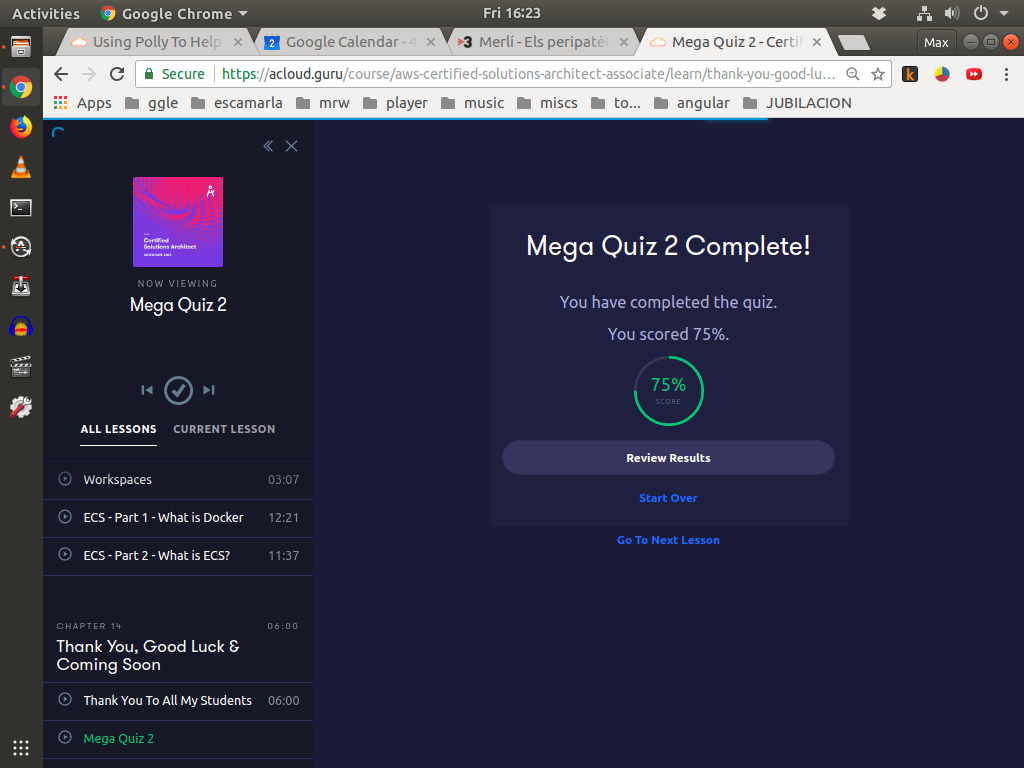 Activities
Google Chrome
Fri 16:23
Using Polly To Help
Google Calendar - 4
Merlí - Els peripatèt
Mega Quiz 2 - Certif
Max
Secure
https://acloud.guru/course/aws-certified-solutions-architect-associate/learn/thank-you-good-lu...
Apps
ggle
escamarla
mrw
player
music
miscs
to...
angular
JUBILACION
Certified
Solutions Architect
NOW VIEWING
Mega Quiz 2
ALL LESSONS
CURRENT LESSON
Workspaces 03:07
ECS - Part 1 - What is Docker 12:21
ECS - Part 2 - What is ECS? 11:37
CHAPTER 14 06:00
Thank You, Good Luck &
Coming Soon
Thank You To All My Students 06:00
Mega Quiz 2
Mega Quiz 2 Complete!
You have completed the quiz.
You scored 75%.
75%
SCORE
Review Results
Start Over
Go To Next Lesson